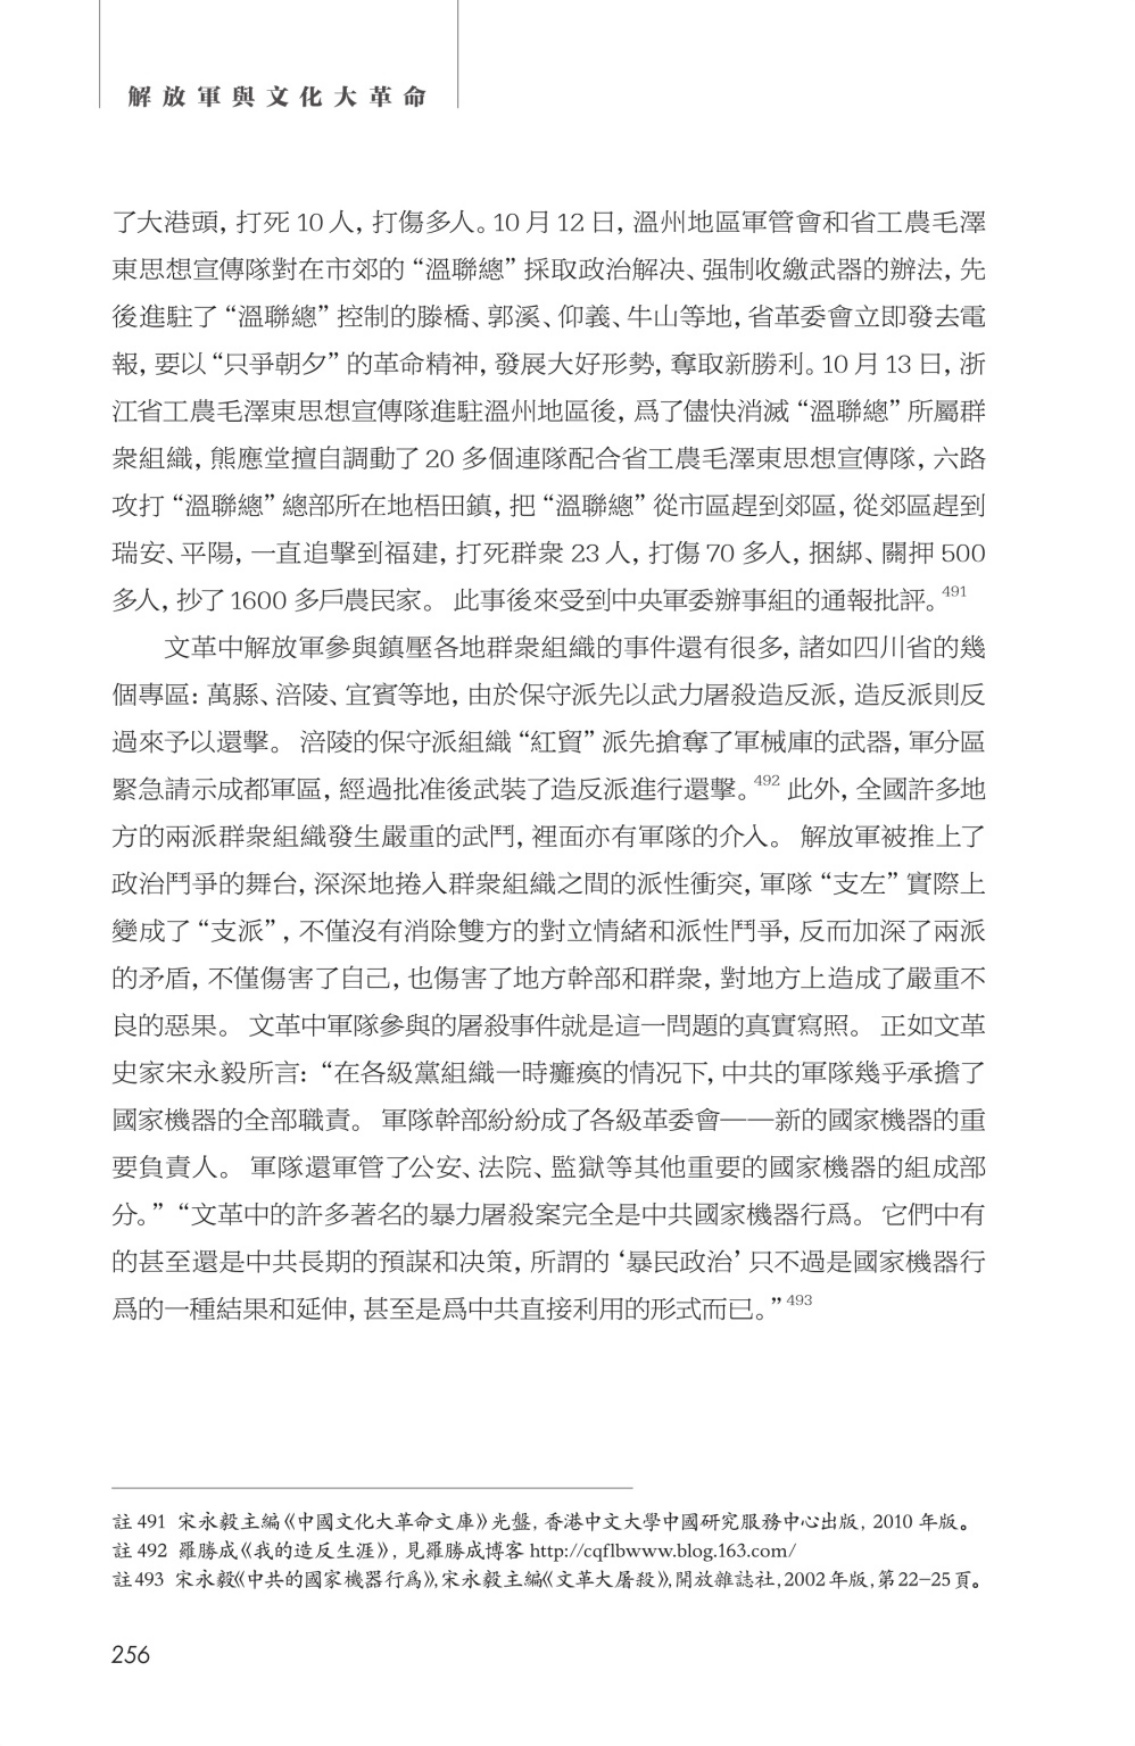 解放軍與文化大革命
了大港頭，打死 10 人，打傷多人。10 月 12 日，溫州地區軍管會和省工農毛澤
東思想宣傳隊對在市郊的“溫聯總”採取政治解決、强制收繳武器的辦法，先
後進駐了“溫聯總”控制的滕橋、郭溪、仰義、牛山等地，省革委會立即發去電
報，要以“只爭朝夕”的革命精神，發展大好形勢，奪取新勝利。10 月 13 日，浙
江省工農毛澤東思想宣傳隊進駐溫州地區後，爲了儘快消滅“溫聯總”所屬群
衆組織，熊應堂擅自調動了 20 多個連隊配合省工農毛澤東思想宣傳隊，六路
攻打“溫聯總”總部所在地梧田鎮，把“溫聯總”從市區趕到郊區，從郊區趕到
瑞安、平陽，一直追擊到福建，打死群衆 23 人，打傷 70 多人，捆綁、關押 500
多人，抄了 1600 多戶農民家。 此事後來受到中央軍委辦事組的通報批評。491
文革中解放軍參與鎮壓各地群衆組織的事件還有很多，諸如四川省的幾
個專區：萬縣、涪陵、宜賓等地，由於保守派先以武力屠殺造反派，造反派則反
過來予以還擊。 涪陵的保守派組織“紅貿”派先搶奪了軍械庫的武器，軍分區
緊急請示成都軍區，經過批准後武裝了造反派進行還擊。492 此外，全國許多地
方的兩派群衆組織發生嚴重的武鬥，裡面亦有軍隊的介入。 解放軍被推上了
政治鬥爭的舞台，深深地捲入群衆組織之間的派性衝突，軍隊“支左”實際上
變成了“支派”，不僅沒有消除雙方的對立情緒和派性鬥爭，反而加深了兩派
的矛盾，不僅傷害了自己，也傷害了地方幹部和群衆，對地方上造成了嚴重不
良的惡果。 文革中軍隊參與的屠殺事件就是這一問題的真實寫照。 正如文革
史家宋永毅所言：“在各級黨組織一時癱瘓的情况下，中共的軍隊幾乎承擔了
國家機器的全部職責。 軍隊幹部紛紛成了各級革委會——新的國家機器的重
要負責人。 軍隊還軍管了公安、法院、監獄等其他重要的國家機器的組成部
分。”“文革中的許多著名的暴力屠殺案完全是中共國家機器行爲。 它們中有
的甚至還是中共長期的預謀和決策，所謂的‘暴民政治’只不過是國家機器行
爲的一種結果和延伸，甚至是爲中共直接利用的形式而已。”493
註 491 宋永毅主編《中國文化大革命文庫》光盤，香港中文大學中國研究服務中心出版，2010 年版。
註 492 羅勝成《我的造反生涯》，見羅勝成博客 http://cqflbwww.blog.163.com/
註 493 宋永毅《中共的國家機器行爲》，宋永毅主編《文革大屠殺》，開放雜誌社，2002 年版，第 22–25 頁。
256